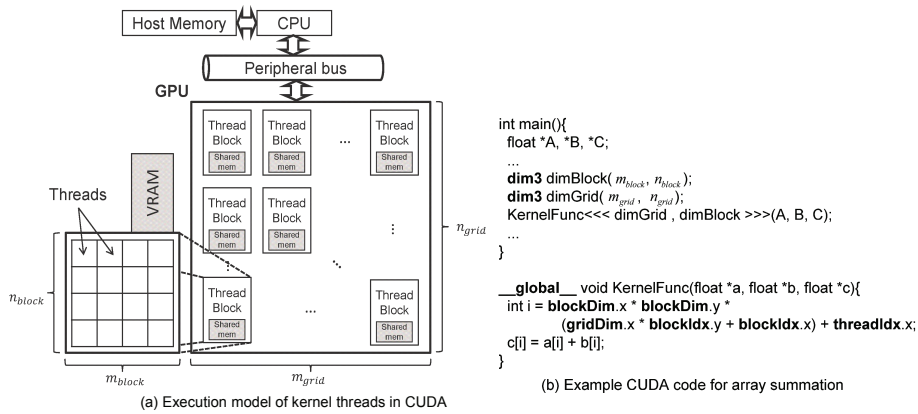 Host Memory
CPU
Peripheral bus
GPU
Thread
Block
Shared
mem
Thread
Block
Shared
mem
...
Thread
Block
Shared
mem
Thread
Block
Shared
mem
Thread
Block
Shared
mem
...
...
...
Thread
Block
Shared
mem
...
Thread
Block
Shared
mem
VRAM
Threads
n_block
m_block
m_grid
n_grid
(a) Execution model of kernel threads in CUDA
int main(){
float *A, *B, *C;
...
dim3 dimBlock( m_block, n_block);
dim3 dimGrid( m_grid, n_grid);
KernelFunc<<< dimGrid , dimBlock >>>(A, B, C);
...
}
__global__ void KernelFunc(float *a, float *b, float *c){
int i = blockDim.x * blockDim.y *
(gridDim.x * blockIdx.y + blockIdx.x) + threadIdx.x;
c[i] = a[i] + b[i];
}
(b) Example CUDA code for array summation